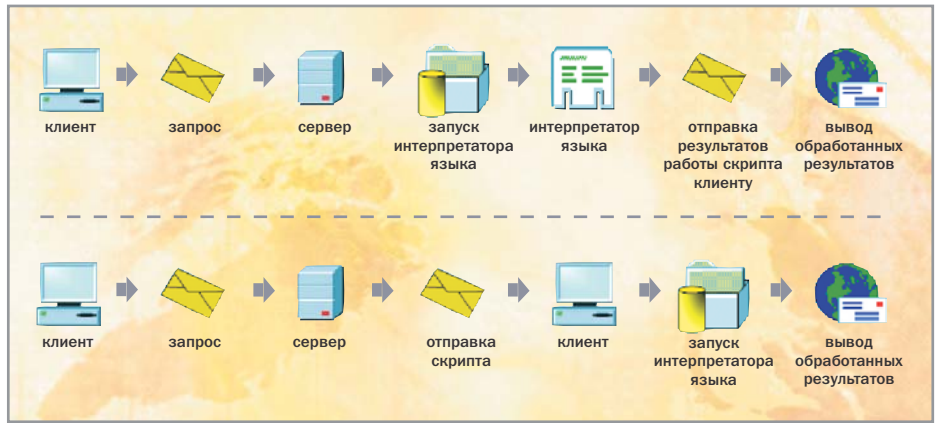 клиент
запрос
сервер
запуск
интерпретатора
языка
интерпретатор
языка
отправка
результатов
работы скрипта
клиенту
вывод
обработанных
результатов
клиент
запрос
сервер
отправка
скрипта
клиент
запуск
интерпретатора
языка
вывод
обработанных
результатов